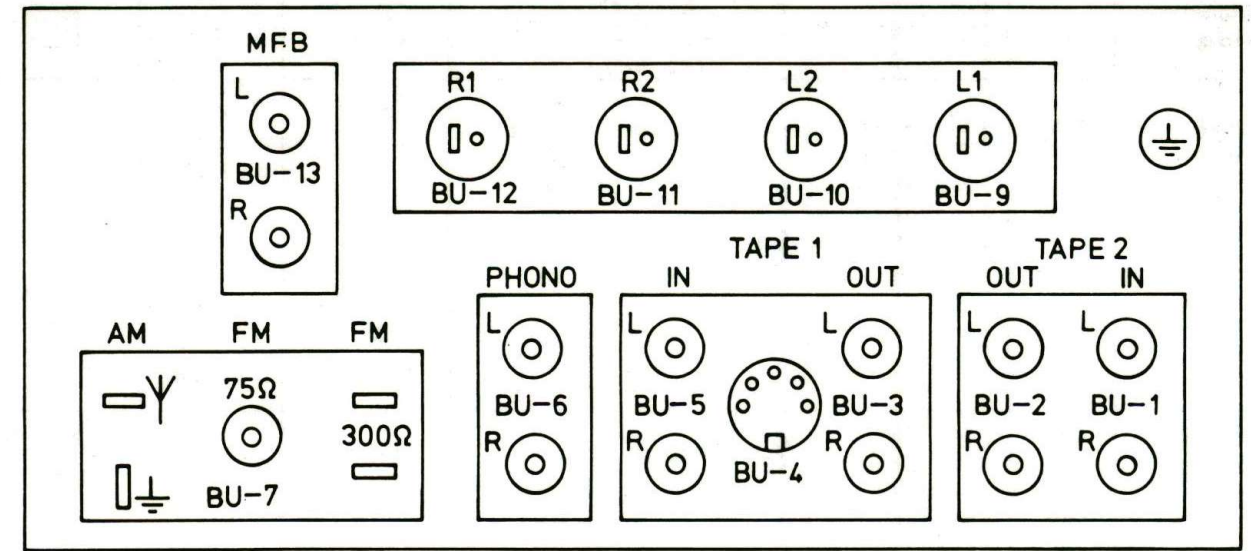 MFB
L
BU-13
R
R1 R2 L2 L1
BU-12 BU-11 BU-10 BU-9
TAPE 1 TAPE 2
PHONO IN OUT OUT IN
L L L L L
BU-6 BU-5 BU-3 BU-2 BU-1
R R R R R
BU-4
AM FM FM
75Ω
300Ω
BU-7